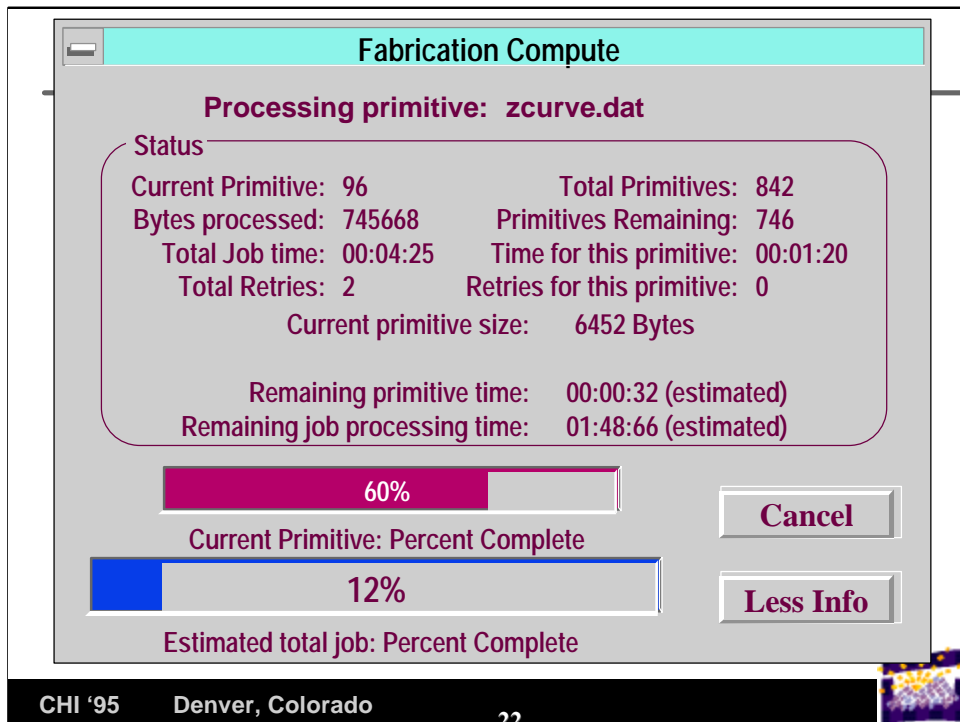 Fabrication Compute
Processing primitive: zcurve.dat
Status
Current Primitive: 96 Total Primitives: 842
Bytes processed: 745668 Primitives Remaining: 746
Total Job time: 00:04:25 Time for this primitive: 00:01:20
Total Retries: 2 Retries for this primitive: 0
Current primitive size: 6452 Bytes
Remaining primitive time: 00:00:32 (estimated)
Remaining job processing time: 01:48:66 (estimated)
60%
Current Primitive: Percent Complete
Cancel
12%
Less Info
Estimated total job: Percent Complete
CHI ‘95 Denver, Colorado
22